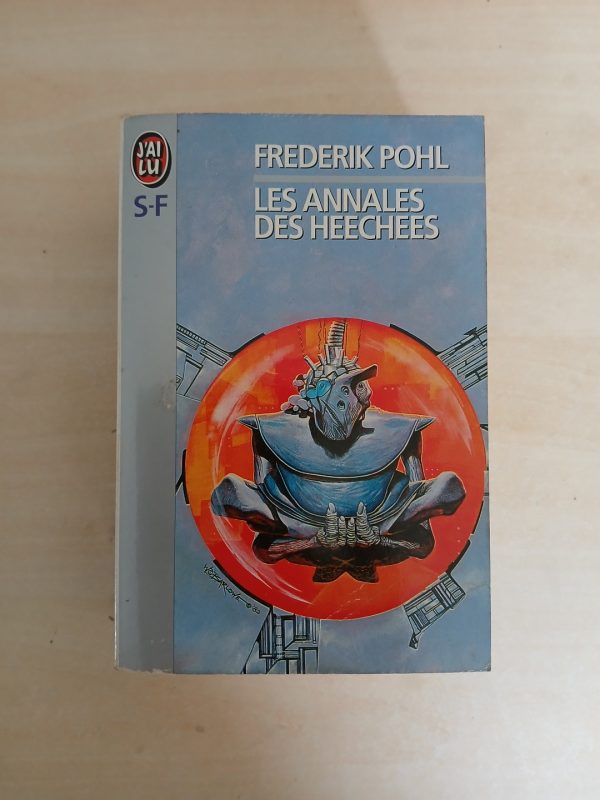 J'AI
LU
S-F
FREDERIK POHL
LES ANNALES
DES HEECHEES